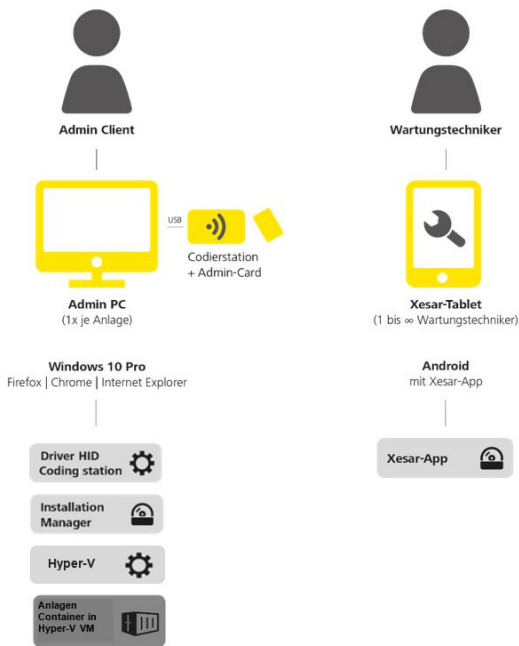 Admin Client
USB
Codierstation
+ Admin-Card
Admin PC
(1x je Anlage)
Windows 10 Pro
Firefox | Chrome | Internet Explorer
Driver HID
Coding station
Installation
Manager
Hyper-V
Anlagen
Container in
Hyper-V VM
Wartungstechniker
Xesar-Tablet
(1 bis ∞ Wartungstechniker)
Android
mit Xesar-App
Xesar-App